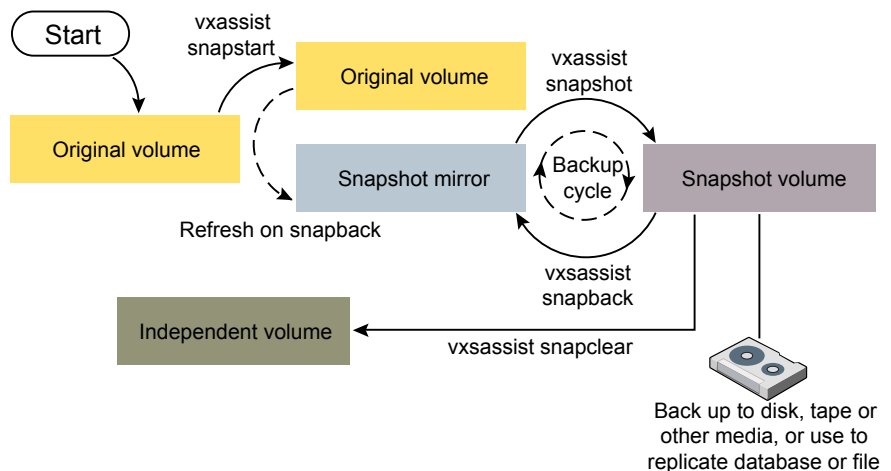 Start
vxassist
snapstart
Original volume
vxassist
snapshot
Original volume
Snapshot mirror
Backup
cycle
Snapshot volume
Refresh on snapback
vxsassist
snapback
Independent volume
vxsassist snapclear
Back up to disk, tape or
other media, or use to
replicate database or file